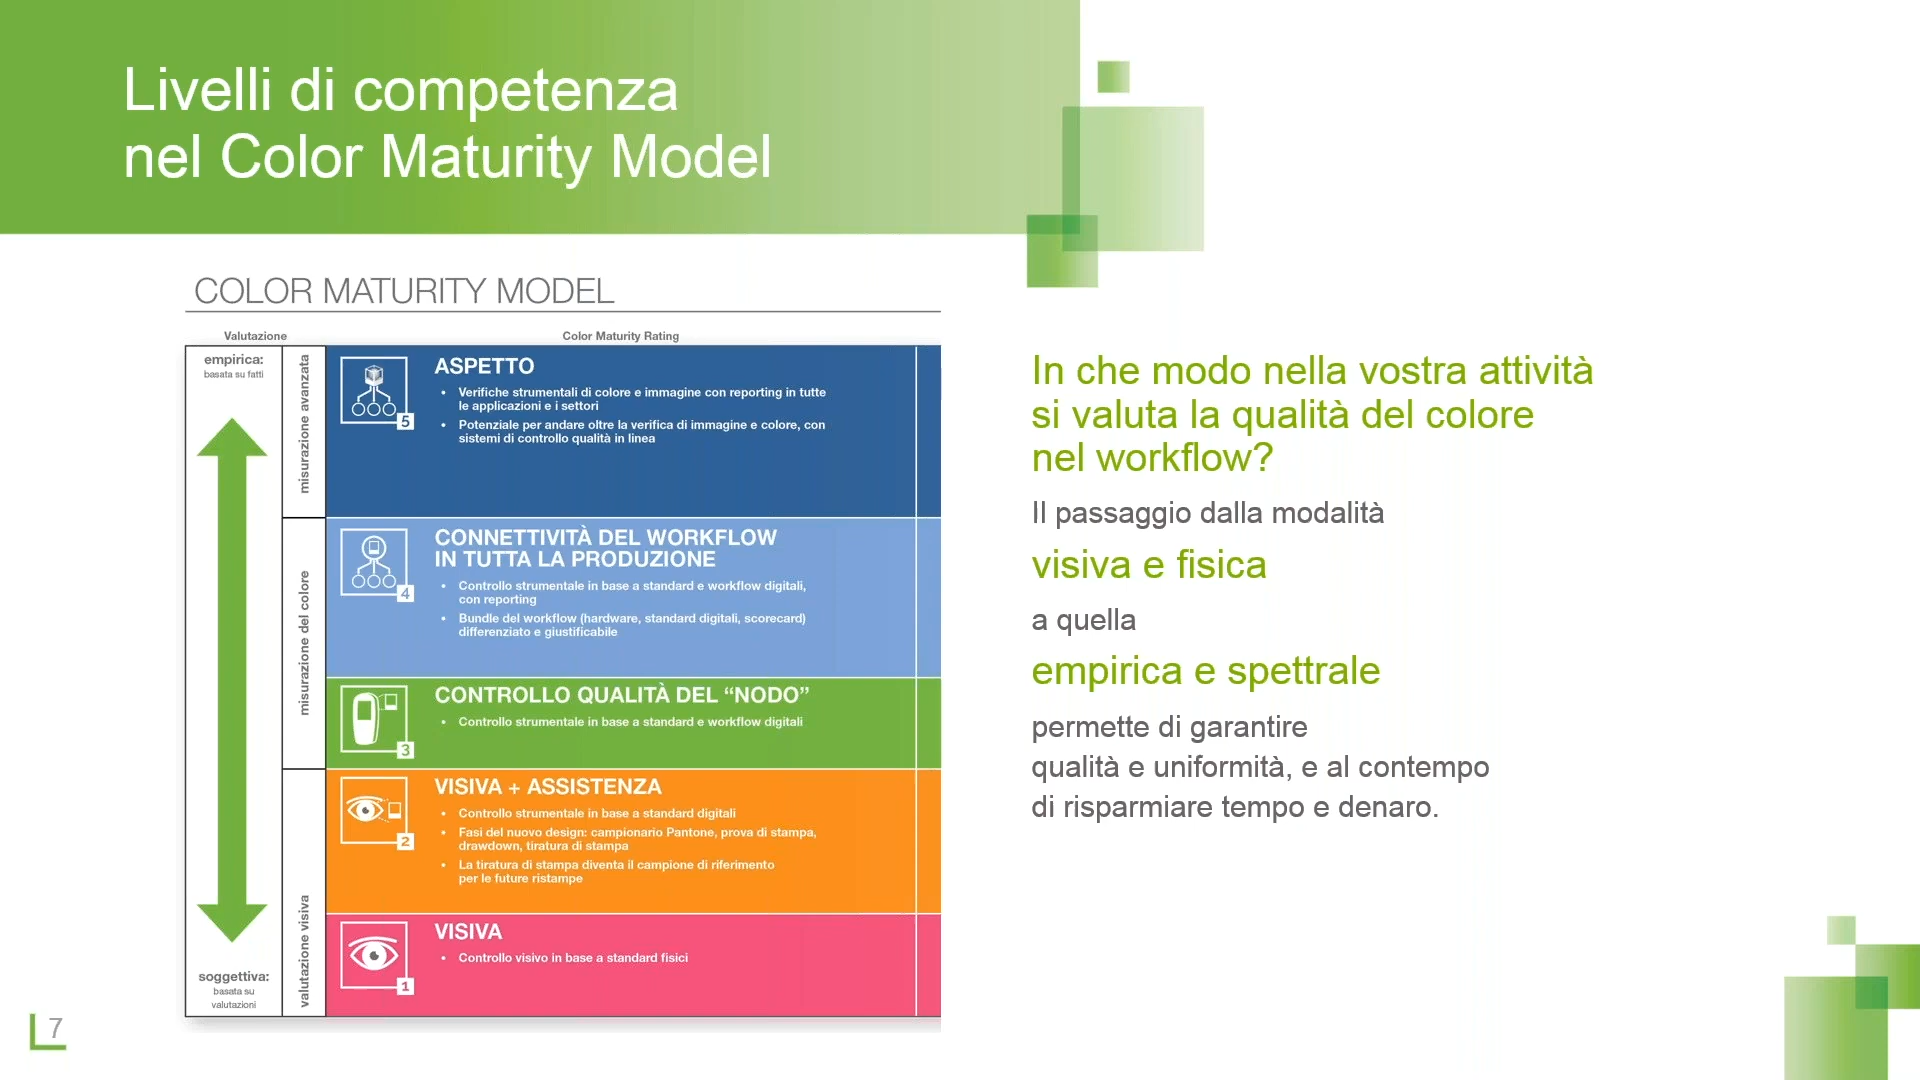 Livelli di competenza
nel Color Maturity Model
COLOR MATURITY MODEL
Valutazione
Color Maturity Rating
empirica:
basata su fatti
misurazione avanzata
5
ASPETTO
• Verifiche strumentali di colore e immagine con reporting in tutte
le applicazioni e i settori
• Potenziale per andare oltre la verifica di immagine e colore, con
sistemi di controllo qualità in linea
misurazione del colore
4
CONNETTIVITÀ DEL WORKFLOW
IN TUTTA LA PRODUZIONE
• Controllo strumentale in base a standard e workflow digitali,
con reporting
• Bundle del workflow (hardware, standard digitali, scorecard)
differenziato e giustificabile
3
CONTROLLO QUALITÀ DEL “NODO”
• Controllo strumentale in base a standard e workflow digitali
valutazione visiva
2
VISIVA + ASSISTENZA
• Controllo strumentale in base a standard digitali
• Fasi del nuovo design: campionario Pantone, prova di stampa,
drawdown, tiratura di stampa
• La tiratura di stampa diventa il campione di riferimento
per le future ristampe
1
VISIVA
• Controllo visivo in base a standard fisici
soggettiva:
basata su
valutazioni
In che modo nella vostra attività
si valuta la qualità del colore
nel workflow?
Il passaggio dalla modalità
visiva e fisica
a quella
empirica e spettrale
permette di garantire
qualità e uniformità, e al contempo
di risparmiare tempo e denaro.
7